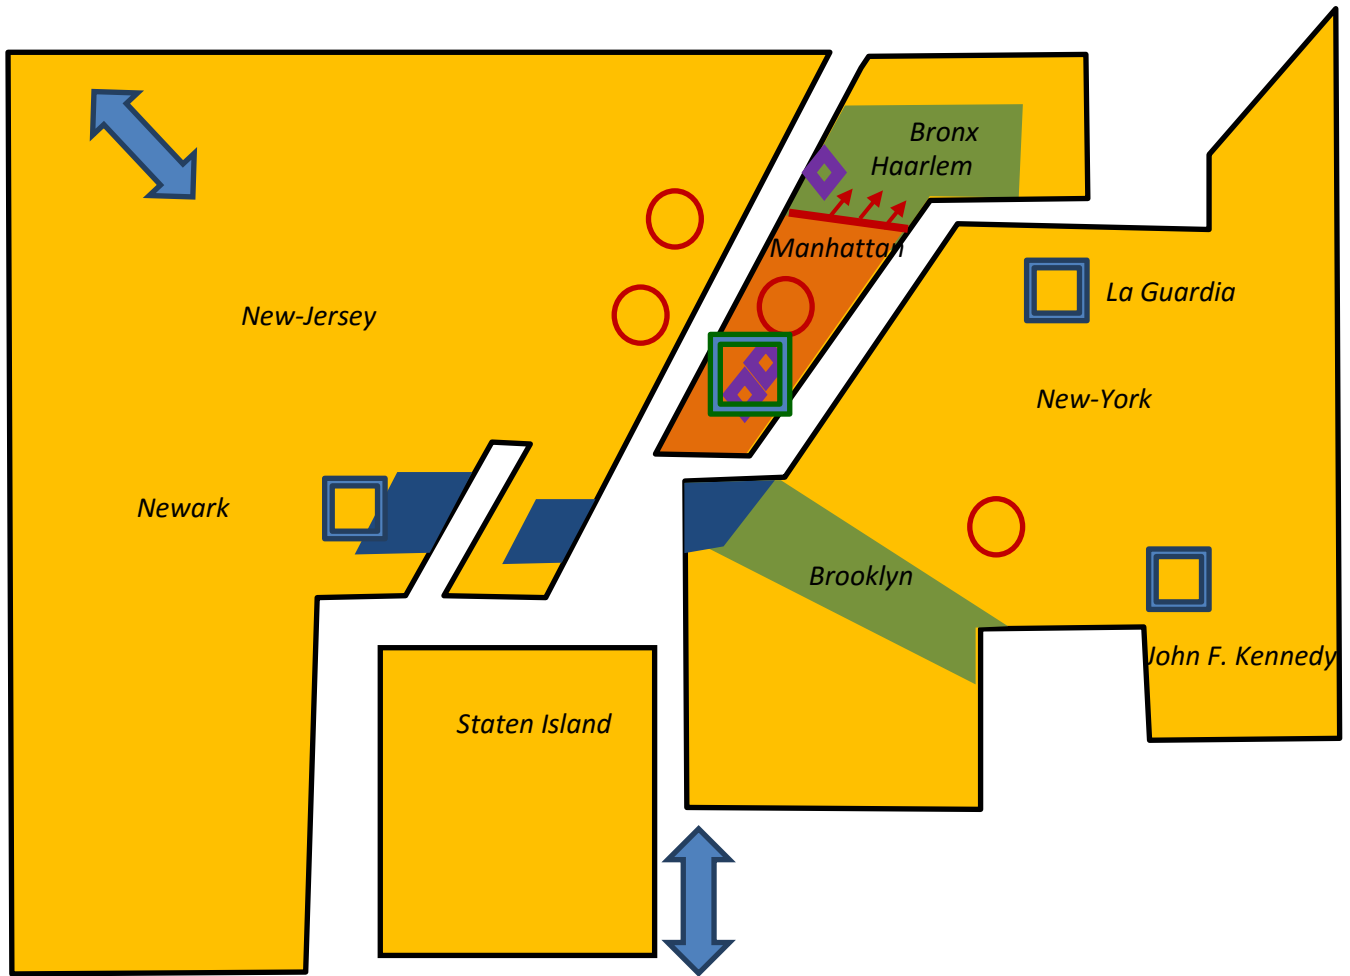 Bronx
Haarlem
Manhattan
La Guardia
New-Jersey
New-York
Newark
Brooklyn
John F. Kennedy
Staten Island